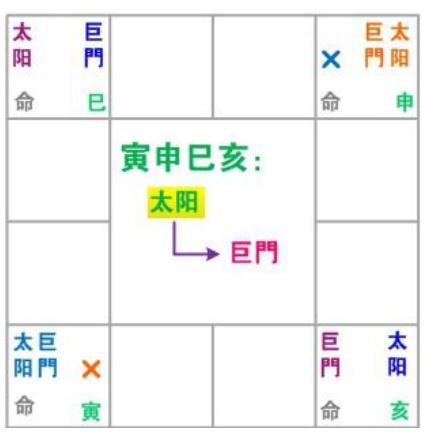 太阳 巨門
命 巳
× 巨門 太阳
命 申
寅申巳亥:
太阳
巨門
太阳 巨門 ×
命 寅
巨門 太阳
命 亥